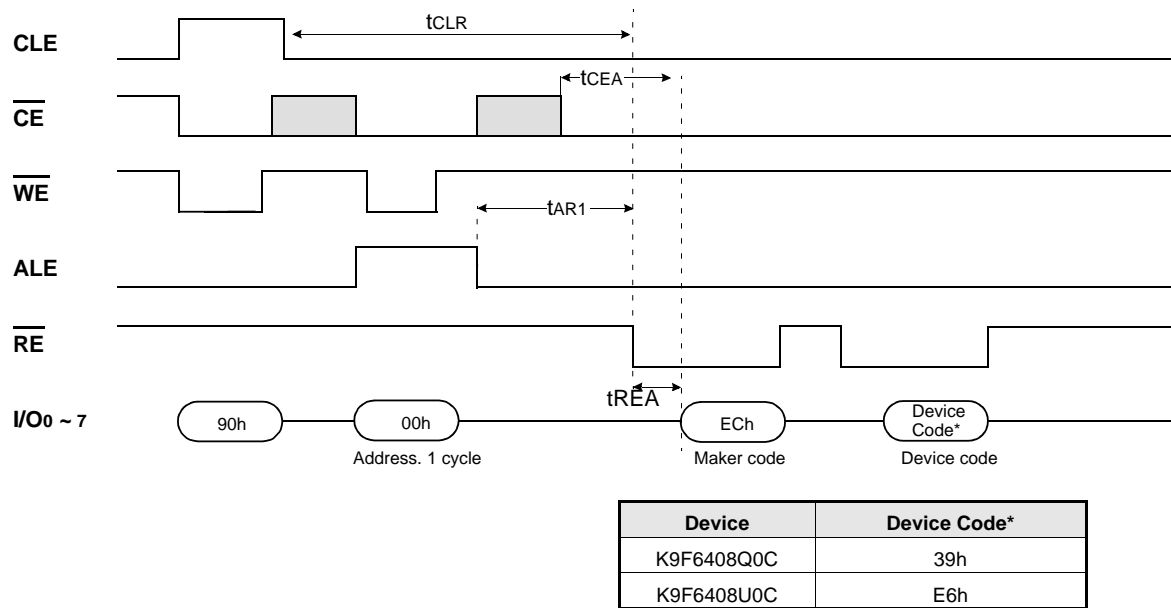 tCLR
CLE
tCEA
CE
WE
tAR1
ALE
RE
tREA
I/O0 ~ 7
90h
00h
ECh
Device
Code*
Address. 1 cycle
Maker code
Device code
Device Device Code*
K9F6408Q0C 39h
K9F6408U0C E6h